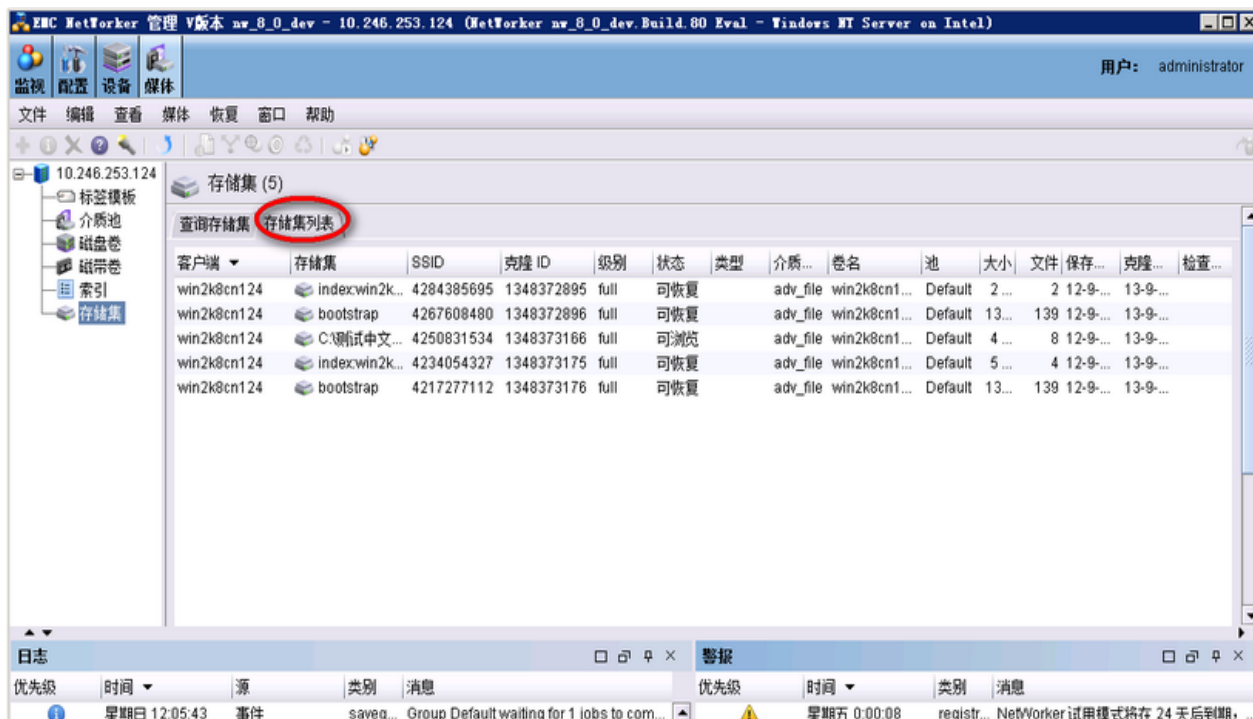 EMC NetWorker 管理 V版本 nw_8_0_dev - 10.246.253.124 (NetWorker nw_8_0_dev.Build.80 Eval - Windows NT Server on Intel)
监视 配置 设备 媒体 用户： administrator
文件 编辑 查看 媒体 恢复 窗口 帮助
10.246.253.124
标签模板
介质池
磁盘卷
磁带卷
索引
存储集
存储集 (5)
查询存储集 存储集列表
客户端 存储集 SSID 克隆 ID 级别 状态 类型 介质... 卷名 池 大小 文件 保存... 克隆... 检查...
win2k8cn124 index:win2k... 4284385695 1348372895 full 可恢复 adv_file win2k8cn1... Default 2... 2 12-9-... 13-9-...
win2k8cn124 bootstrap 4267608480 1348372896 full 可恢复 adv_file win2k8cn1... Default 13... 139 12-9-... 13-9-...
win2k8cn124 C:\测试中文... 4250831534 1348373166 full 可浏览 adv_file win2k8cn1... Default 4... 8 12-9-... 13-9-...
win2k8cn124 index:win2k... 4234054327 1348373175 full 可恢复 adv_file win2k8cn1... Default 5... 4 12-9-... 13-9-...
win2k8cn124 bootstrap 4217277112 1348373176 full 可恢复 adv_file win2k8cn1... Default 13... 139 12-9-... 13-9-...
日志
优先级 时间 源 类别 消息
星期日 12:05:43 事件 saveg... Group Default waiting for 1 jobs to com...
警报
优先级 时间 类别 消息
星期五 0:00:08 registr... NetWorker 试用模式将在 24 天后到期，